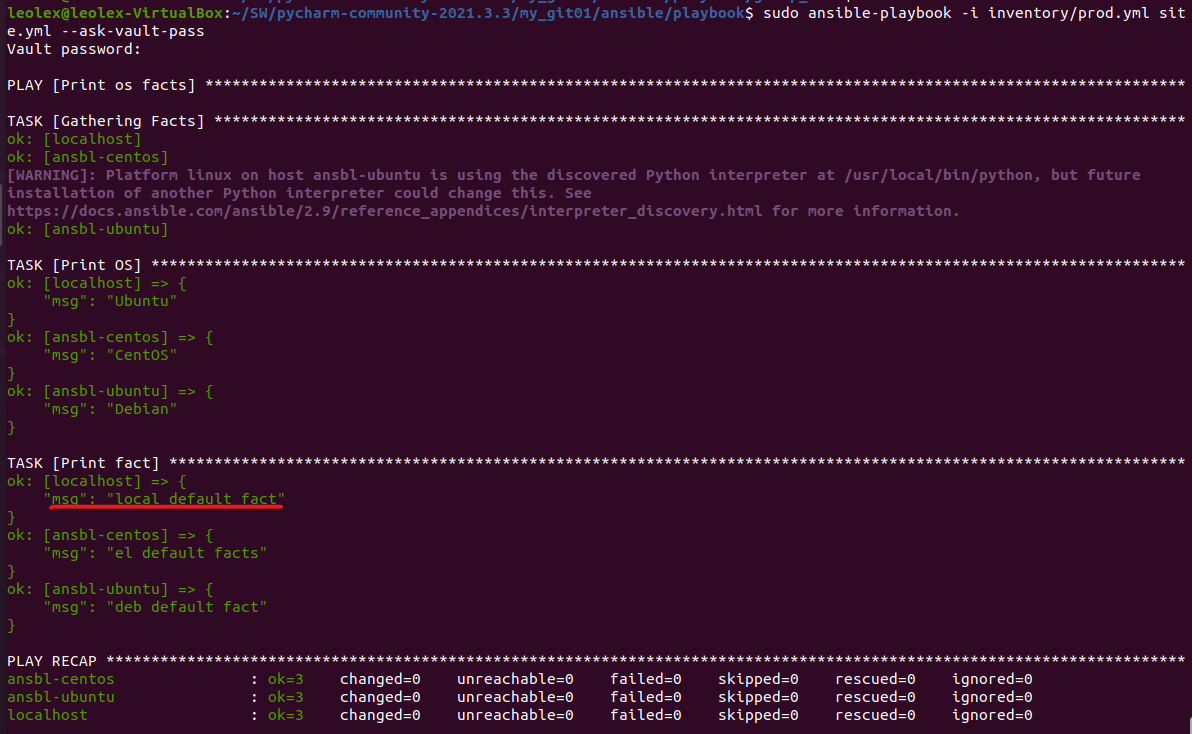 leolex@leolex-VirtualBox:~/SW/pycharm-community-2021.3.3/my_git01/ansible/playbook$ sudo ansible-playbook -i inventory/prod.yml sit
e.yml --ask-vault-pass
Vault password:
PLAY [Print os facts] *************************************************************************************************************
TASK [Gathering Facts] ************************************************************************************************************
ok: [localhost]
ok: [ansbl-centos]
[WARNING]: Platform linux on host ansbl-ubuntu is using the discovered Python interpreter at /usr/local/bin/python, but future
installation of another Python interpreter could change this. See
https://docs.ansible.com/ansible/2.9/reference_appendices/interpreter_discovery.html for more information.
ok: [ansbl-ubuntu]
TASK [Print OS] *******************************************************************************************************************
ok: [localhost] => {
    "msg": "Ubuntu"
}
ok: [ansbl-centos] => {
    "msg": "CentOS"
}
ok: [ansbl-ubuntu] => {
    "msg": "Debian"
}
TASK [Print fact] *****************************************************************************************************************
ok: [localhost] => {
    "msg": "local default fact"
}
ok: [ansbl-centos] => {
    "msg": "el default facts"
}
ok: [ansbl-ubuntu] => {
    "msg": "deb default fact"
}
PLAY RECAP ************************************************************************************************************************
ansbl-centos               : ok=3    changed=0    unreachable=0    failed=0    skipped=0    rescued=0    ignored=0
ansbl-ubuntu               : ok=3    changed=0    unreachable=0    failed=0    skipped=0    rescued=0    ignored=0
localhost                  : ok=3    changed=0    unreachable=0    failed=0    skipped=0    rescued=0    ignored=0